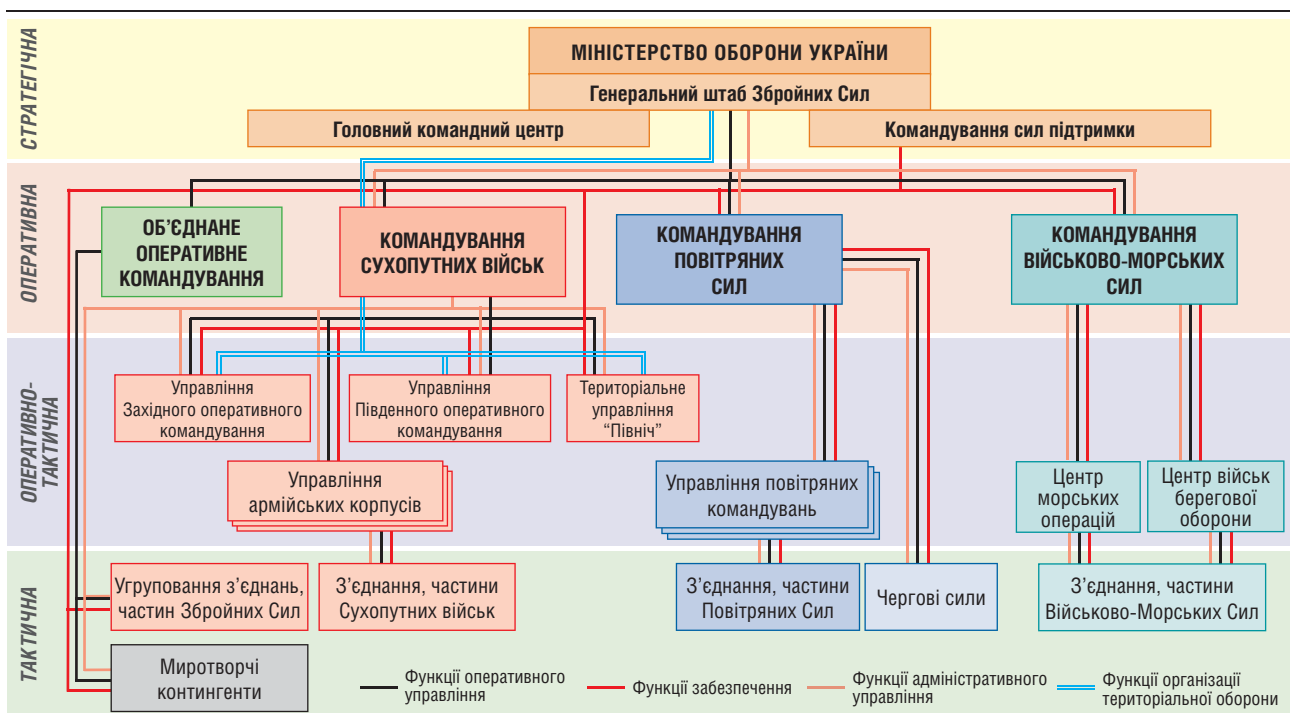 СТРАТЕГІЧНА
МІНІСТЕРСТВО ОБОРОНИ УКРАЇНИ
Генеральний штаб Збройних Сил
Головний командний центр
Командування сил підтримки
ОПЕРАТИВНА
ОБ’ЄДНАНЕ
ОПЕРАТИВНЕ
КОМАНДУВАННЯ
КОМАНДУВАННЯ
СУХОПУТНИХ ВІЙСЬК
КОМАНДУВАННЯ
ПОВІТРЯНИХ
СИЛ
КОМАНДУВАННЯ
ВІЙСЬКОВО-МОРСЬКИХ
СИЛ
ОПЕРАТИВНО-
ТАКТИЧНА
Управління
Західного оперативного
командування
Управління
Південного оперативного
командування
Територіальне
управління
“Північ”
Управління
армійських корпусів
Управління повітряних
командувань
Центр
морських
операцій
Центр військ
берегової
оборони
ТАКТИЧНА
Угруповання з’єднань,
частин Збройних Сил
З’єднання, частини
Сухопутних військ
З’єднання, частини
Повітряних Сил
Чергові сили
З’єднання, частини
Військово-Морських Сил
Миротворчі
контингенти
Функції оперативного
управління
Функції забезпечення
Функції адміністративного
управління
Функції організації
територіальної оборони